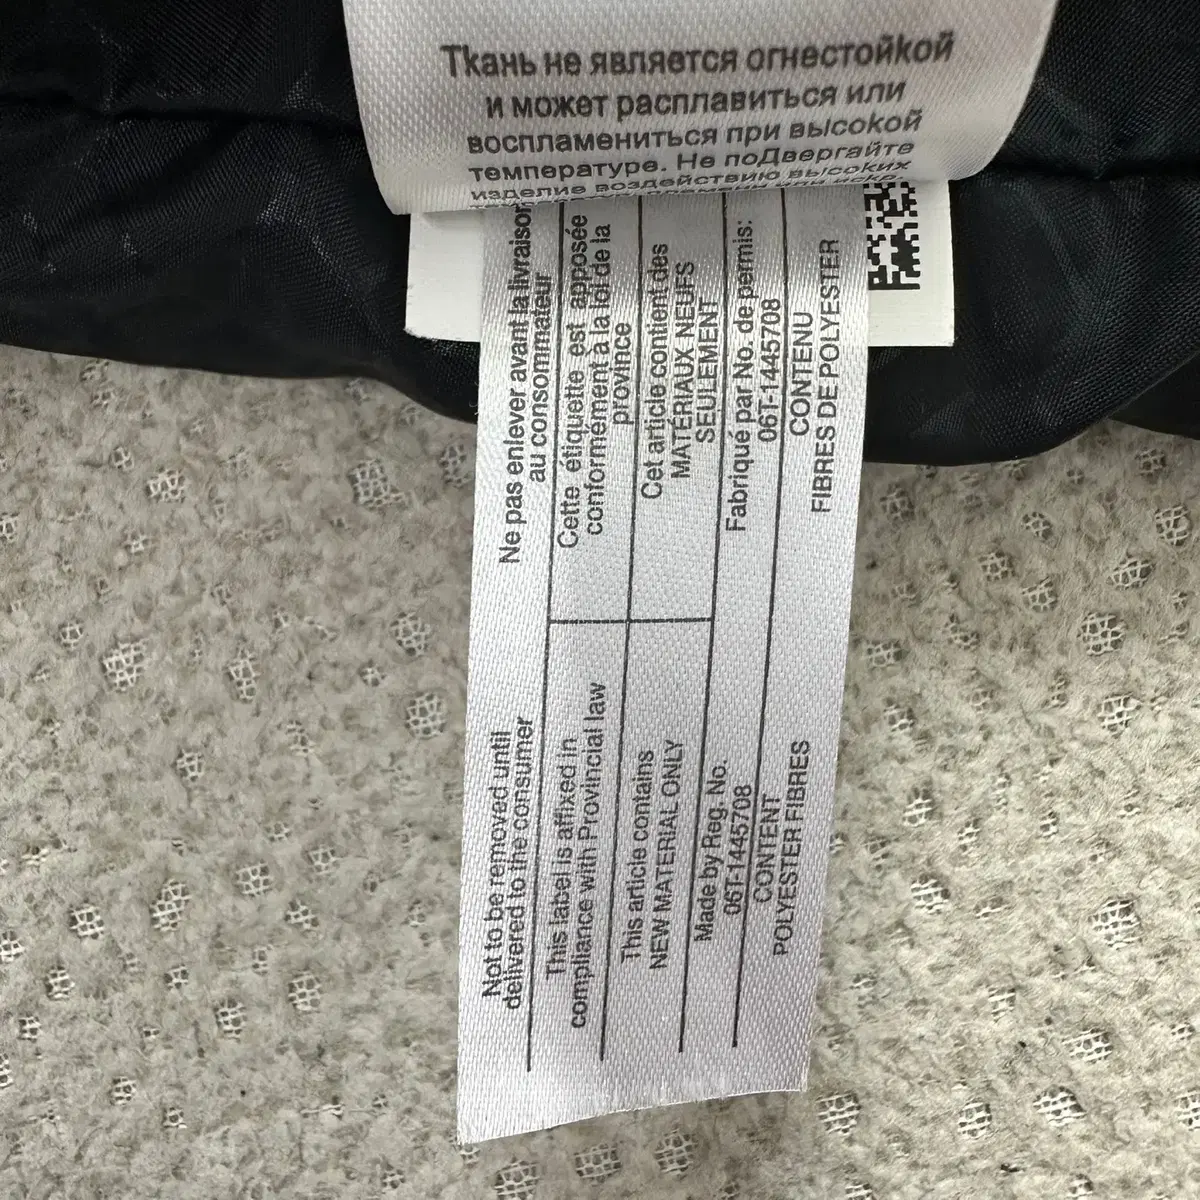 Ткань не является огнестойкой
и может расплавиться или
воспламениться при высокой
температуре. Не подвергайте
изделие воздействию высоких
Ne pas enlever avant la livraison
au consommateur
Cette étiquette est apposée
conformément a la loi de la
province
Cet article contient des
MATÉRIAUX NEUFS
SEULEMENT
Fabriqué par No. de permis:
06T-1445708
CONTENU
FIBRES DE POLYESTER
Not to be removed until
delivered to the consumer
This label is affixed in
compliance with Provincial law
This article contains
NEW MATERIAL ONLY
Made by Reg. No.
06T-1445708
CONTENT
POLYESTER FIBRES